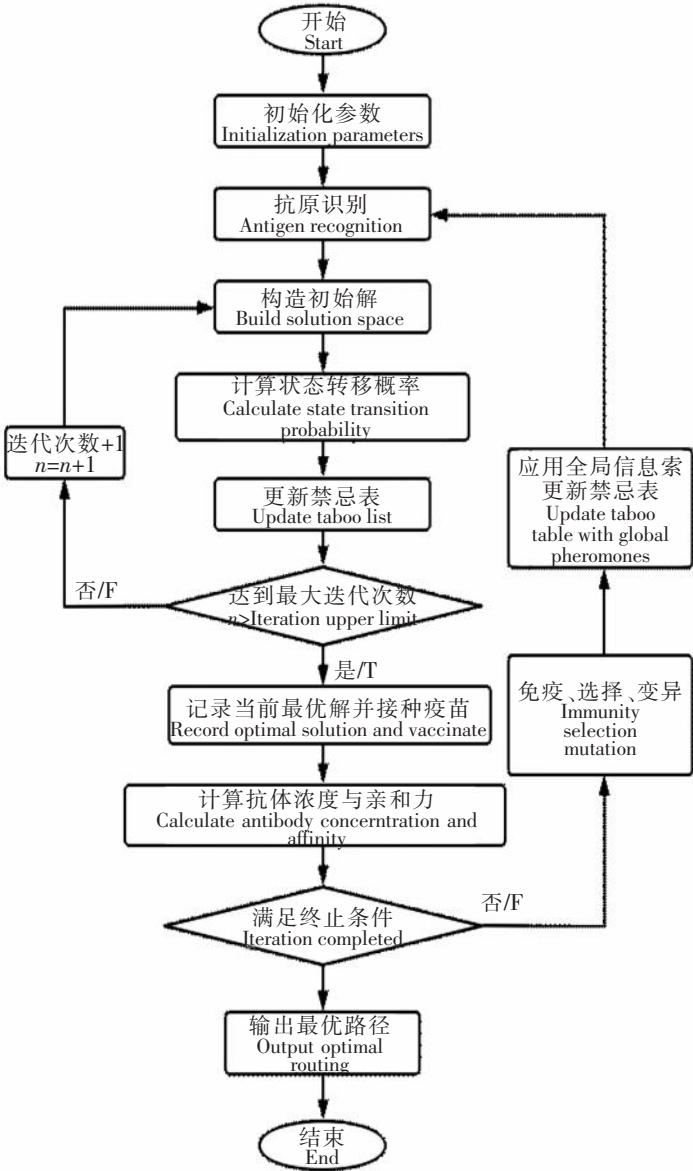 开始
Start
初始化参数
Initialization parameters
抗原识别
Antigen recognition
构造初始解
Build solution space
计算状态转移概率
Calculate state transition
probability
迭代次数+1
n=n+1
更新禁忌表
Update taboo list
应用全局信息索
更新禁忌表
Update taboo
table with global
pheromones
否/F
达到最大迭代次数
n>Iteration upper limit
是/T
记录当前最优解并接种疫苗
Record optimal solution and vaccinate
免疫、选择、变异
Immunity
selection
mutation
计算抗体浓度与亲和力
Calculate antibody concerntration and
affinity
满足终止条件
Iteration completed
否/F
输出最优路径
Output optimal
routing
结束
End